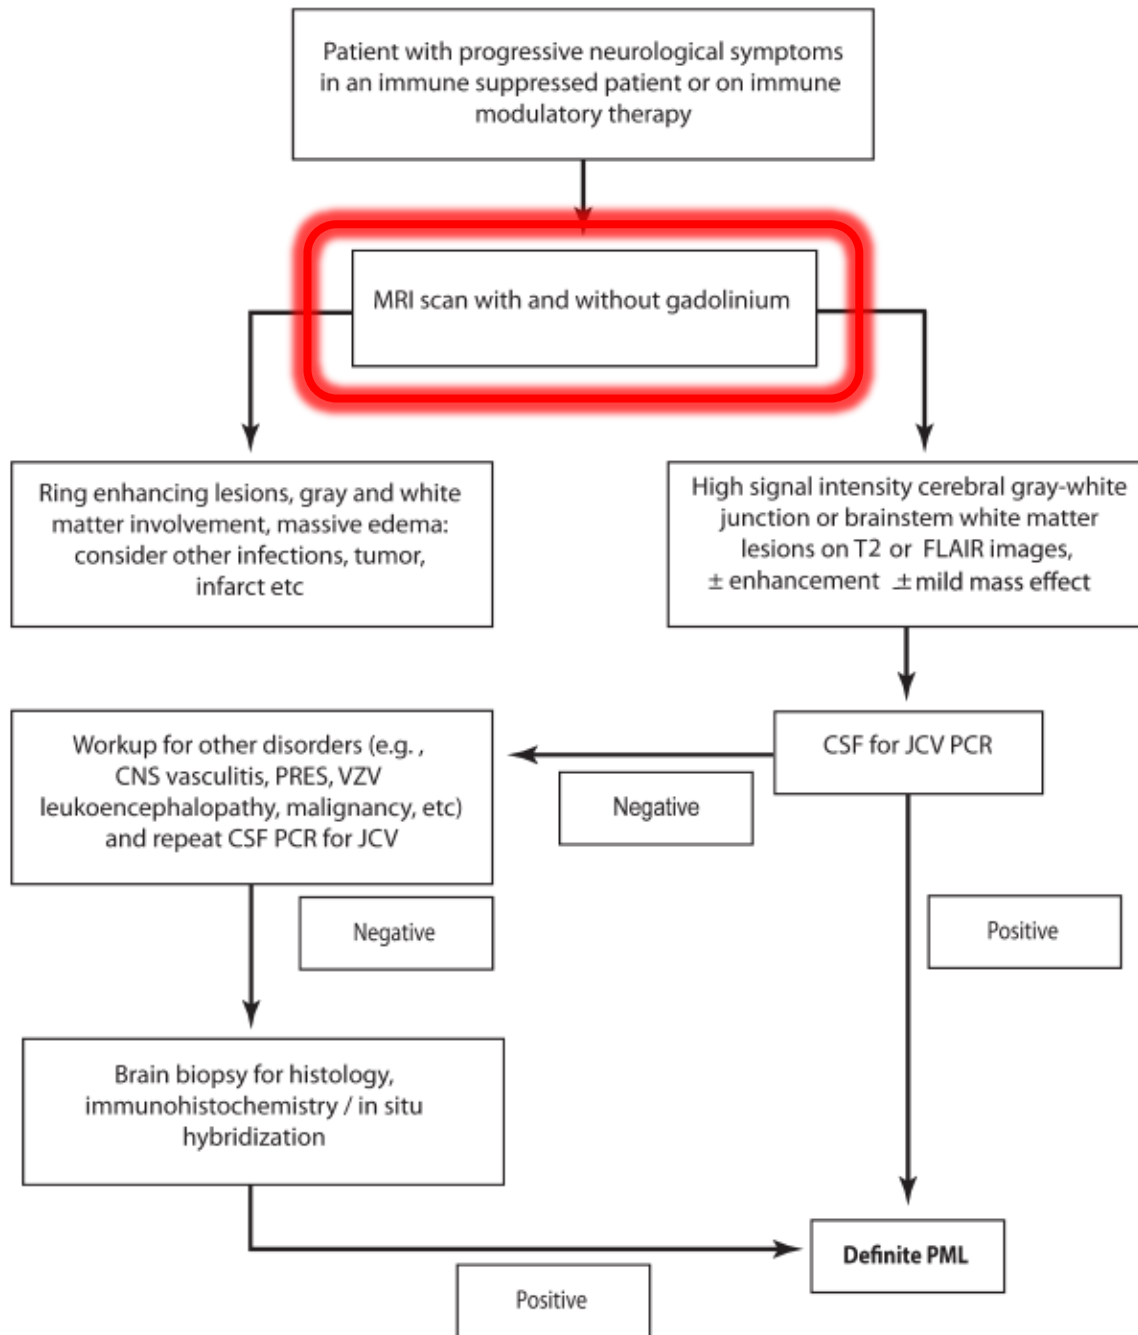 Patient with progressive neurological symptoms
in an immune suppressed patient or on immune
modulatory therapy
MRI scan with and without gadolinium
Ring enhancing lesions, gray and white
matter involvement, massive edema:
consider other infections, tumor,
infarct etc
High signal intensity cerebral gray-white
junction or brainstem white matter
lesions on T2 or FLAIR images,
± enhancement ± mild mass effect
Workup for other disorders (e.g. ,
CNS vasculitis, PRES, VZV
leukoencephalopathy, malignancy, etc)
and repeat CSF PCR for JCV
CSF for JCV PCR
Negative
Negative
Positive
Brain biopsy for histology,
immunohistochemistry / in situ
hybridization
Definite PML
Positive